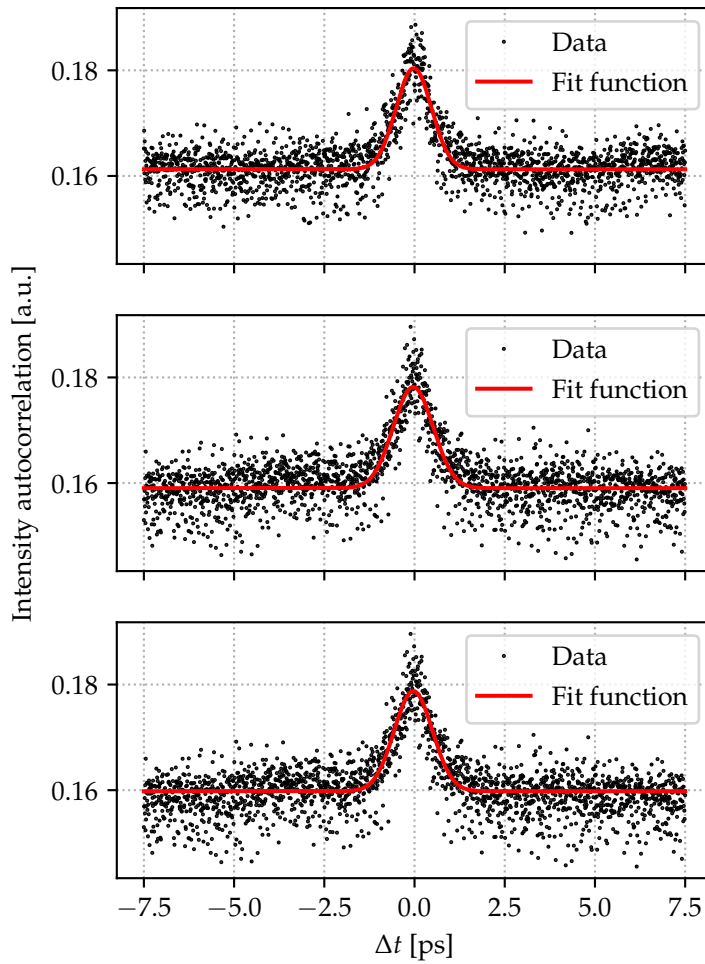 Intensity autocorrelation [a.u.]
0.18
0.16
Data
Fit function
0.18
0.16
Data
Fit function
0.18
0.16
Data
Fit function
−7.5 −5.0 −2.5 0.0 2.5 5.0 7.5
Δt [ps]